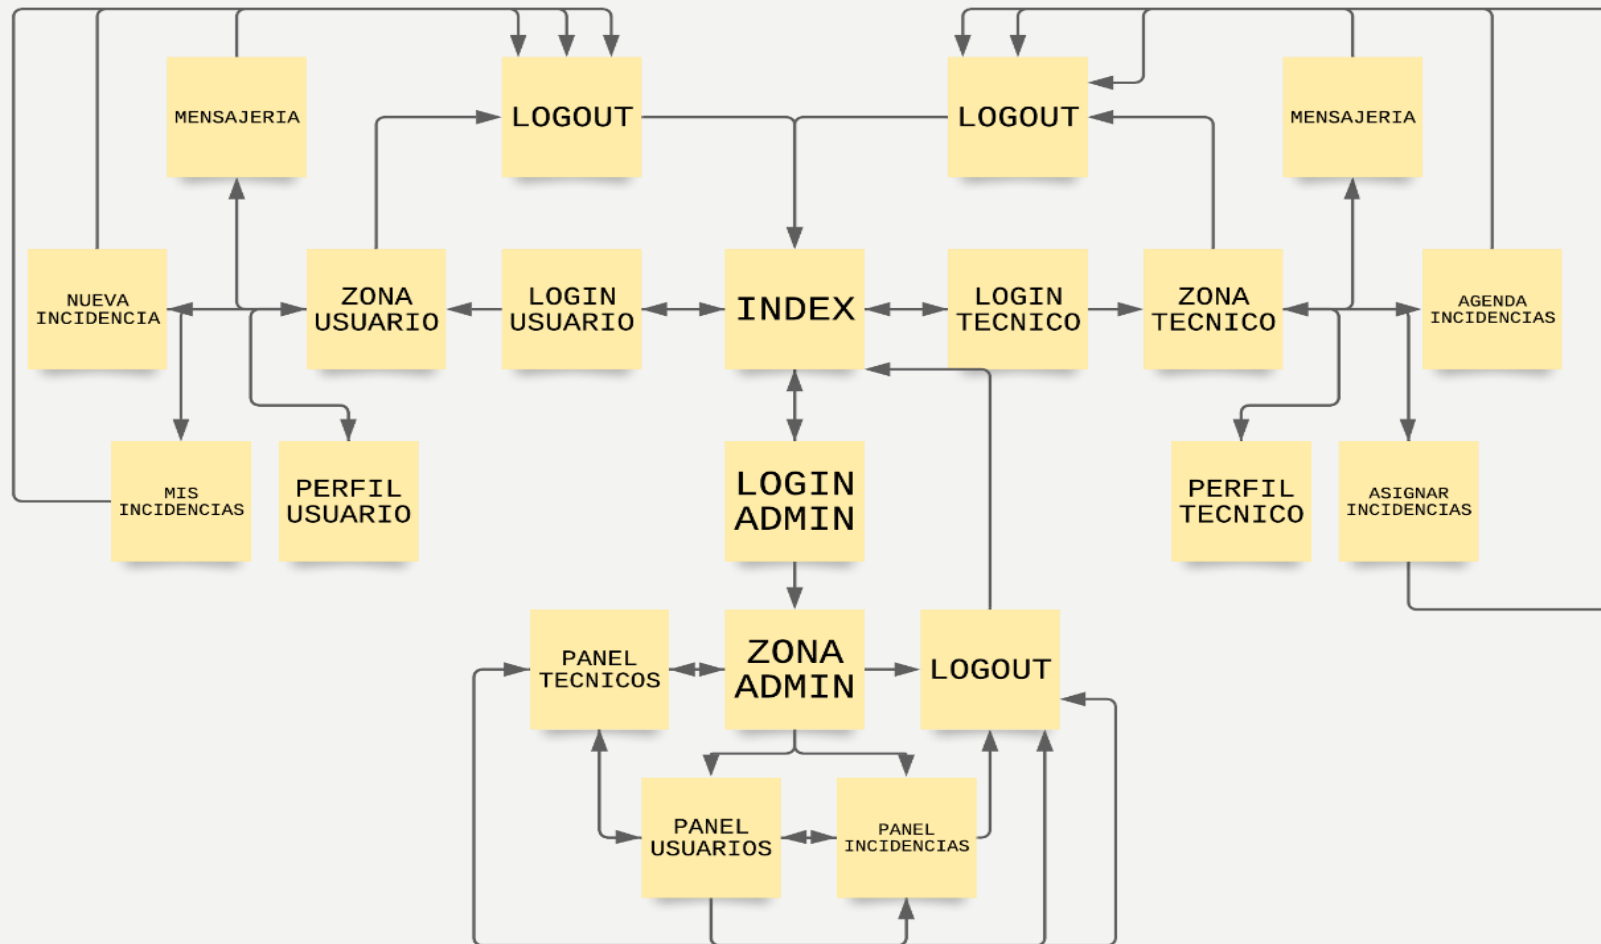 MENSAJERIA
LOGOUT
LOGOUT
MENSAJERIA
NUEVA
INCIDENCIA
ZONA
USUARIO
LOGIN
USUARIO
INDEX
LOGIN
TECNICO
ZONA
TECNICO
AGENDA
INCIDENCIAS
MIS
INCIDENCIAS
PERFIL
USUARIO
LOGIN
ADMIN
PERFIL
TECNICO
ASIGNAR
INCIDENCIAS
PANEL
TECNICOS
ZONA
ADMIN
LOGOUT
PANEL
USUARIOS
PANEL
INCIDENCIAS